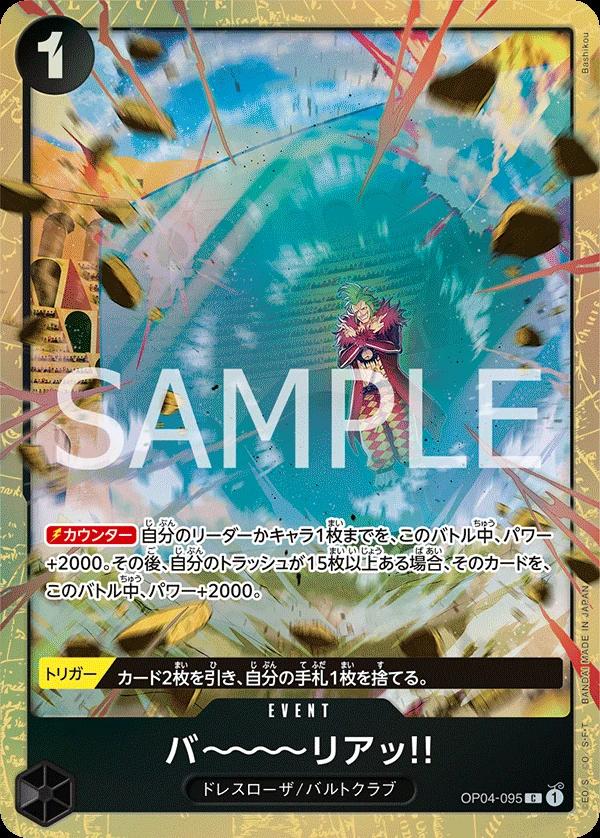 1
Bashikou
SAMPLE
カウンター 自分のリーダーかキャラ1枚までを、このバトル中、パワー
+2000。その後、自分のトラッシュが15枚以上ある場合、そのカードを、
このバトル中、パワー+2000。
トリガー カード2枚を引き、自分の手札1枚を捨てる。
EVENT
バ〜〜〜〜リアッ!!
ドレスローザ/バルトクラブ
OP04-095 C 1
©E.O.S. ©O. S・F・T BANDAI MADE IN JAPAN